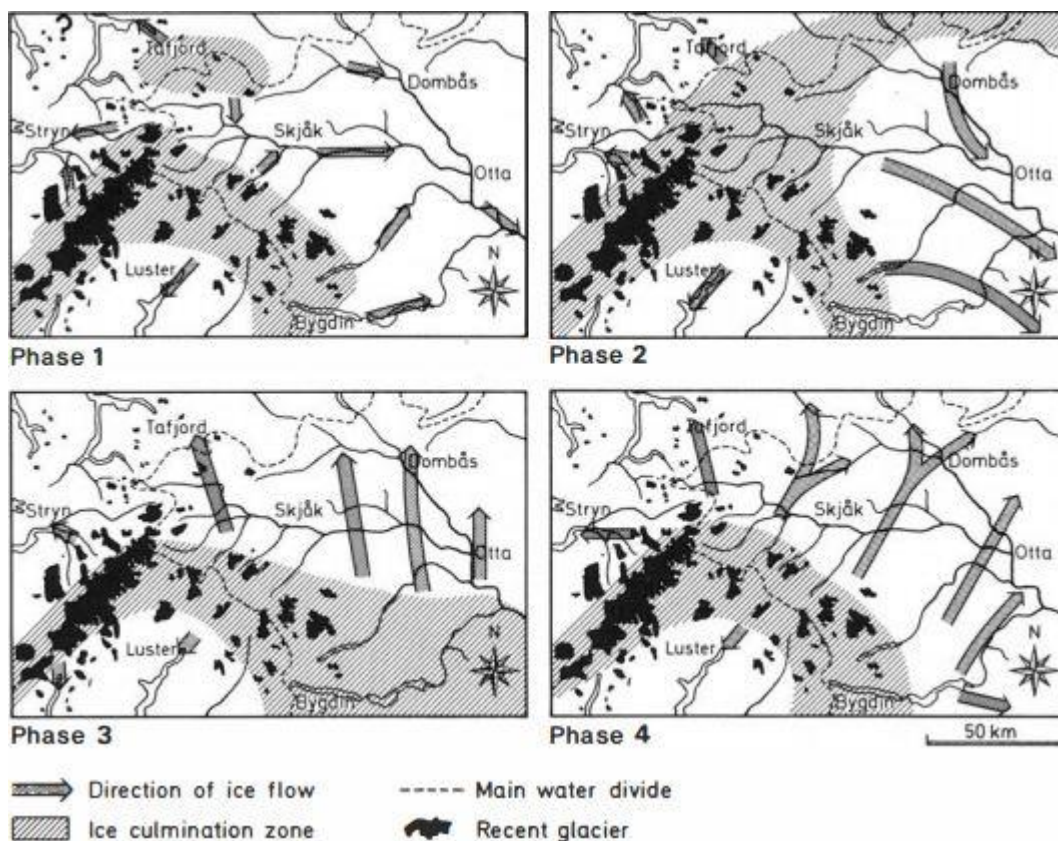 ?
Tafjord
Dombås
Stryn
Skjåk
Otta
Luster
N
Bygdin
Phase 1
Tafjord
Dombås
Stryn
Skjåk
Otta
Luster
N
Bygdin
Phase 2
Tafjord
Dombås
Stryn
Skjåk
Otta
Luster
N
Bygdin
Phase 3
Tafjord
Dombås
Stryn
Skjåk
Otta
Luster
N
Bygdin
Phase 4
50 km
Direction of ice flow
Main water divide
Ice culmination zone
Recent glacier